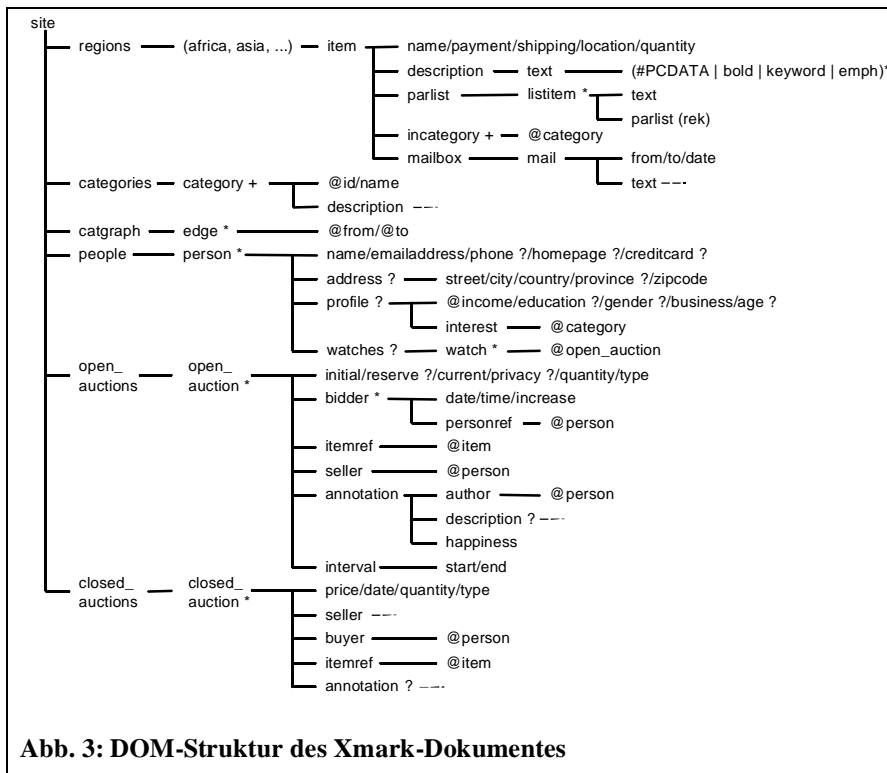 site
regions (africa, asia, ...) item name/payment/shipping/location/quantity
description text (#PCDATA | bold | keyword | emph)*
parlist listitem * text
parlist (rek)
incategory + @category
mailbox mail from/to/date
text
categories category + @id/name
description
catgraph edge * @from/@to
people person * name/emailaddress/phone ?/homepage ?/creditcard ?
address ? street/city/country/province ?/zipcode
profile ? @income/education ?/gender ?/business/age ?
interest @category
watches ? watch * @open_auction
open_ open_ initial/reserve ?/current/privacy ?/quantity/type
auctions auction *
bidder * date/time/increase
personref @person
itemref @item
seller @person
annotation author @person
description ?
happiness
interval start/end
closed_ closed_ price/date/quantity/type
auctions auction *
seller
buyer @person
itemref @item
annotation ?
Abb. 3: DOM-Struktur des Xmark-Dokumentes